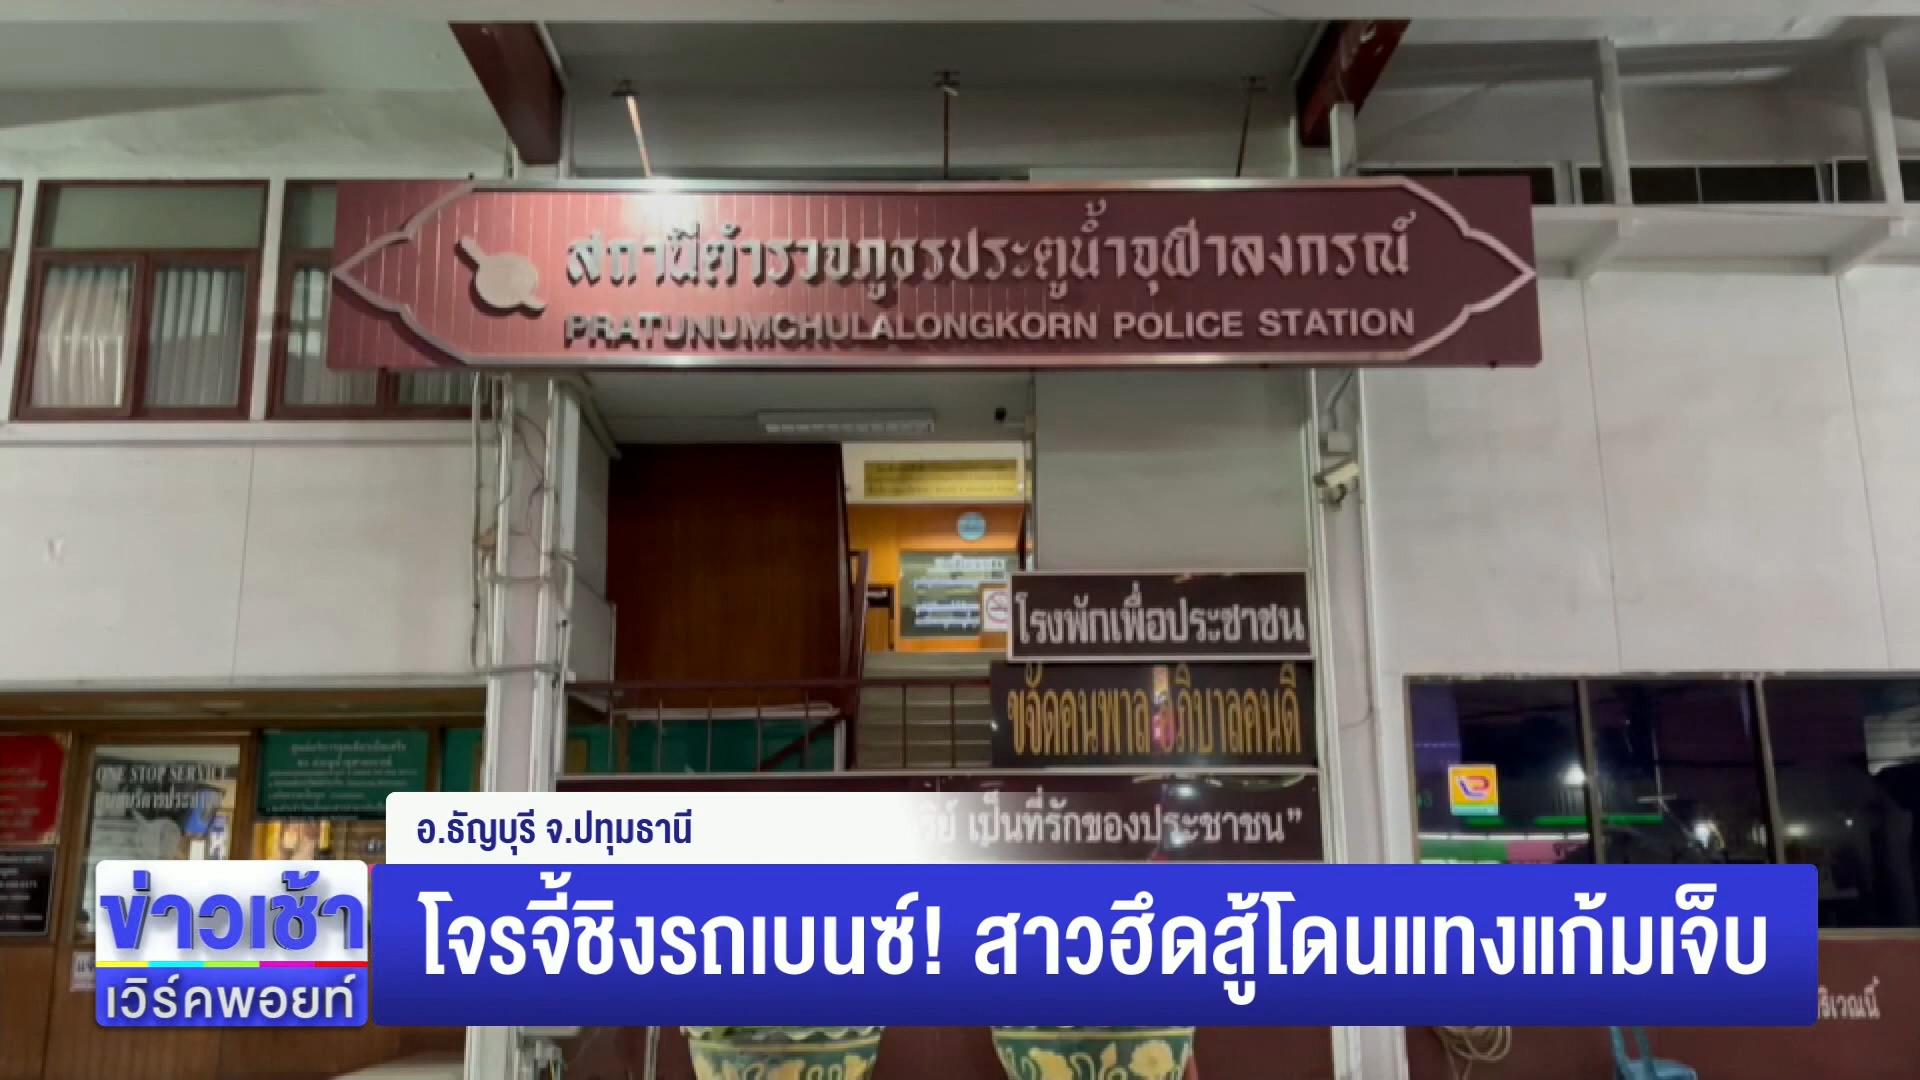 สถานีตำรวจภูธรประตูน้ำจุฬาลงกรณ์
PRATUNUMCHULALONGKORN POLICE STATION
โรงพักเพื่อประชาชน
ขจัดคนพาล อภิบาลคนดี
เป็นที่รักของประชาชน”
ONE STOP SERVICE
อ.ธัญบุรี จ.ปทุมธานี
โจรจี้ชิงรถเบนซ์! สาวฮึดสู้โดนแทงแก้มเจ็บ
ข่าวเช้า
เวิร์คพอยท์